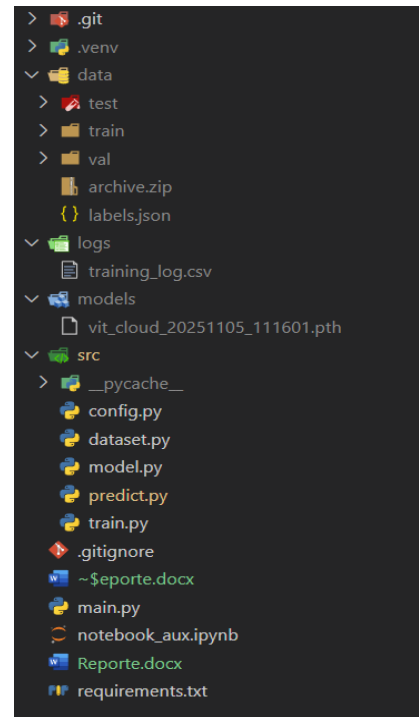 .git
.venv
data
test
train
val
archive.zip
labels.json
logs
training_log.csv
models
vit_cloud_20251105_111601.pth
src
__pycache__
config.py
dataset.py
model.py
predict.py
train.py
.gitignore
~$eporte.docx
main.py
notebook_aux.ipynb
Reporte.docx
requirements.txt